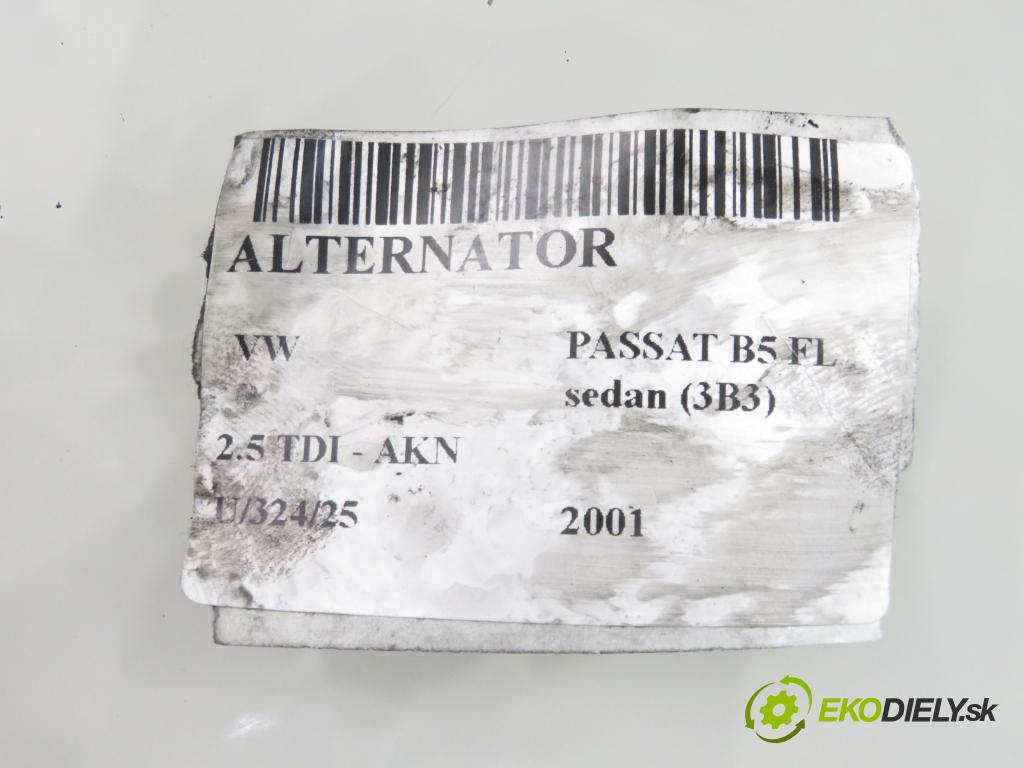 ALTERNATOR
VW PASSAT B5 FL
sedan (3B3)
2.5 TDI - AKN
U/324/25 2001
EKODIELY.sk